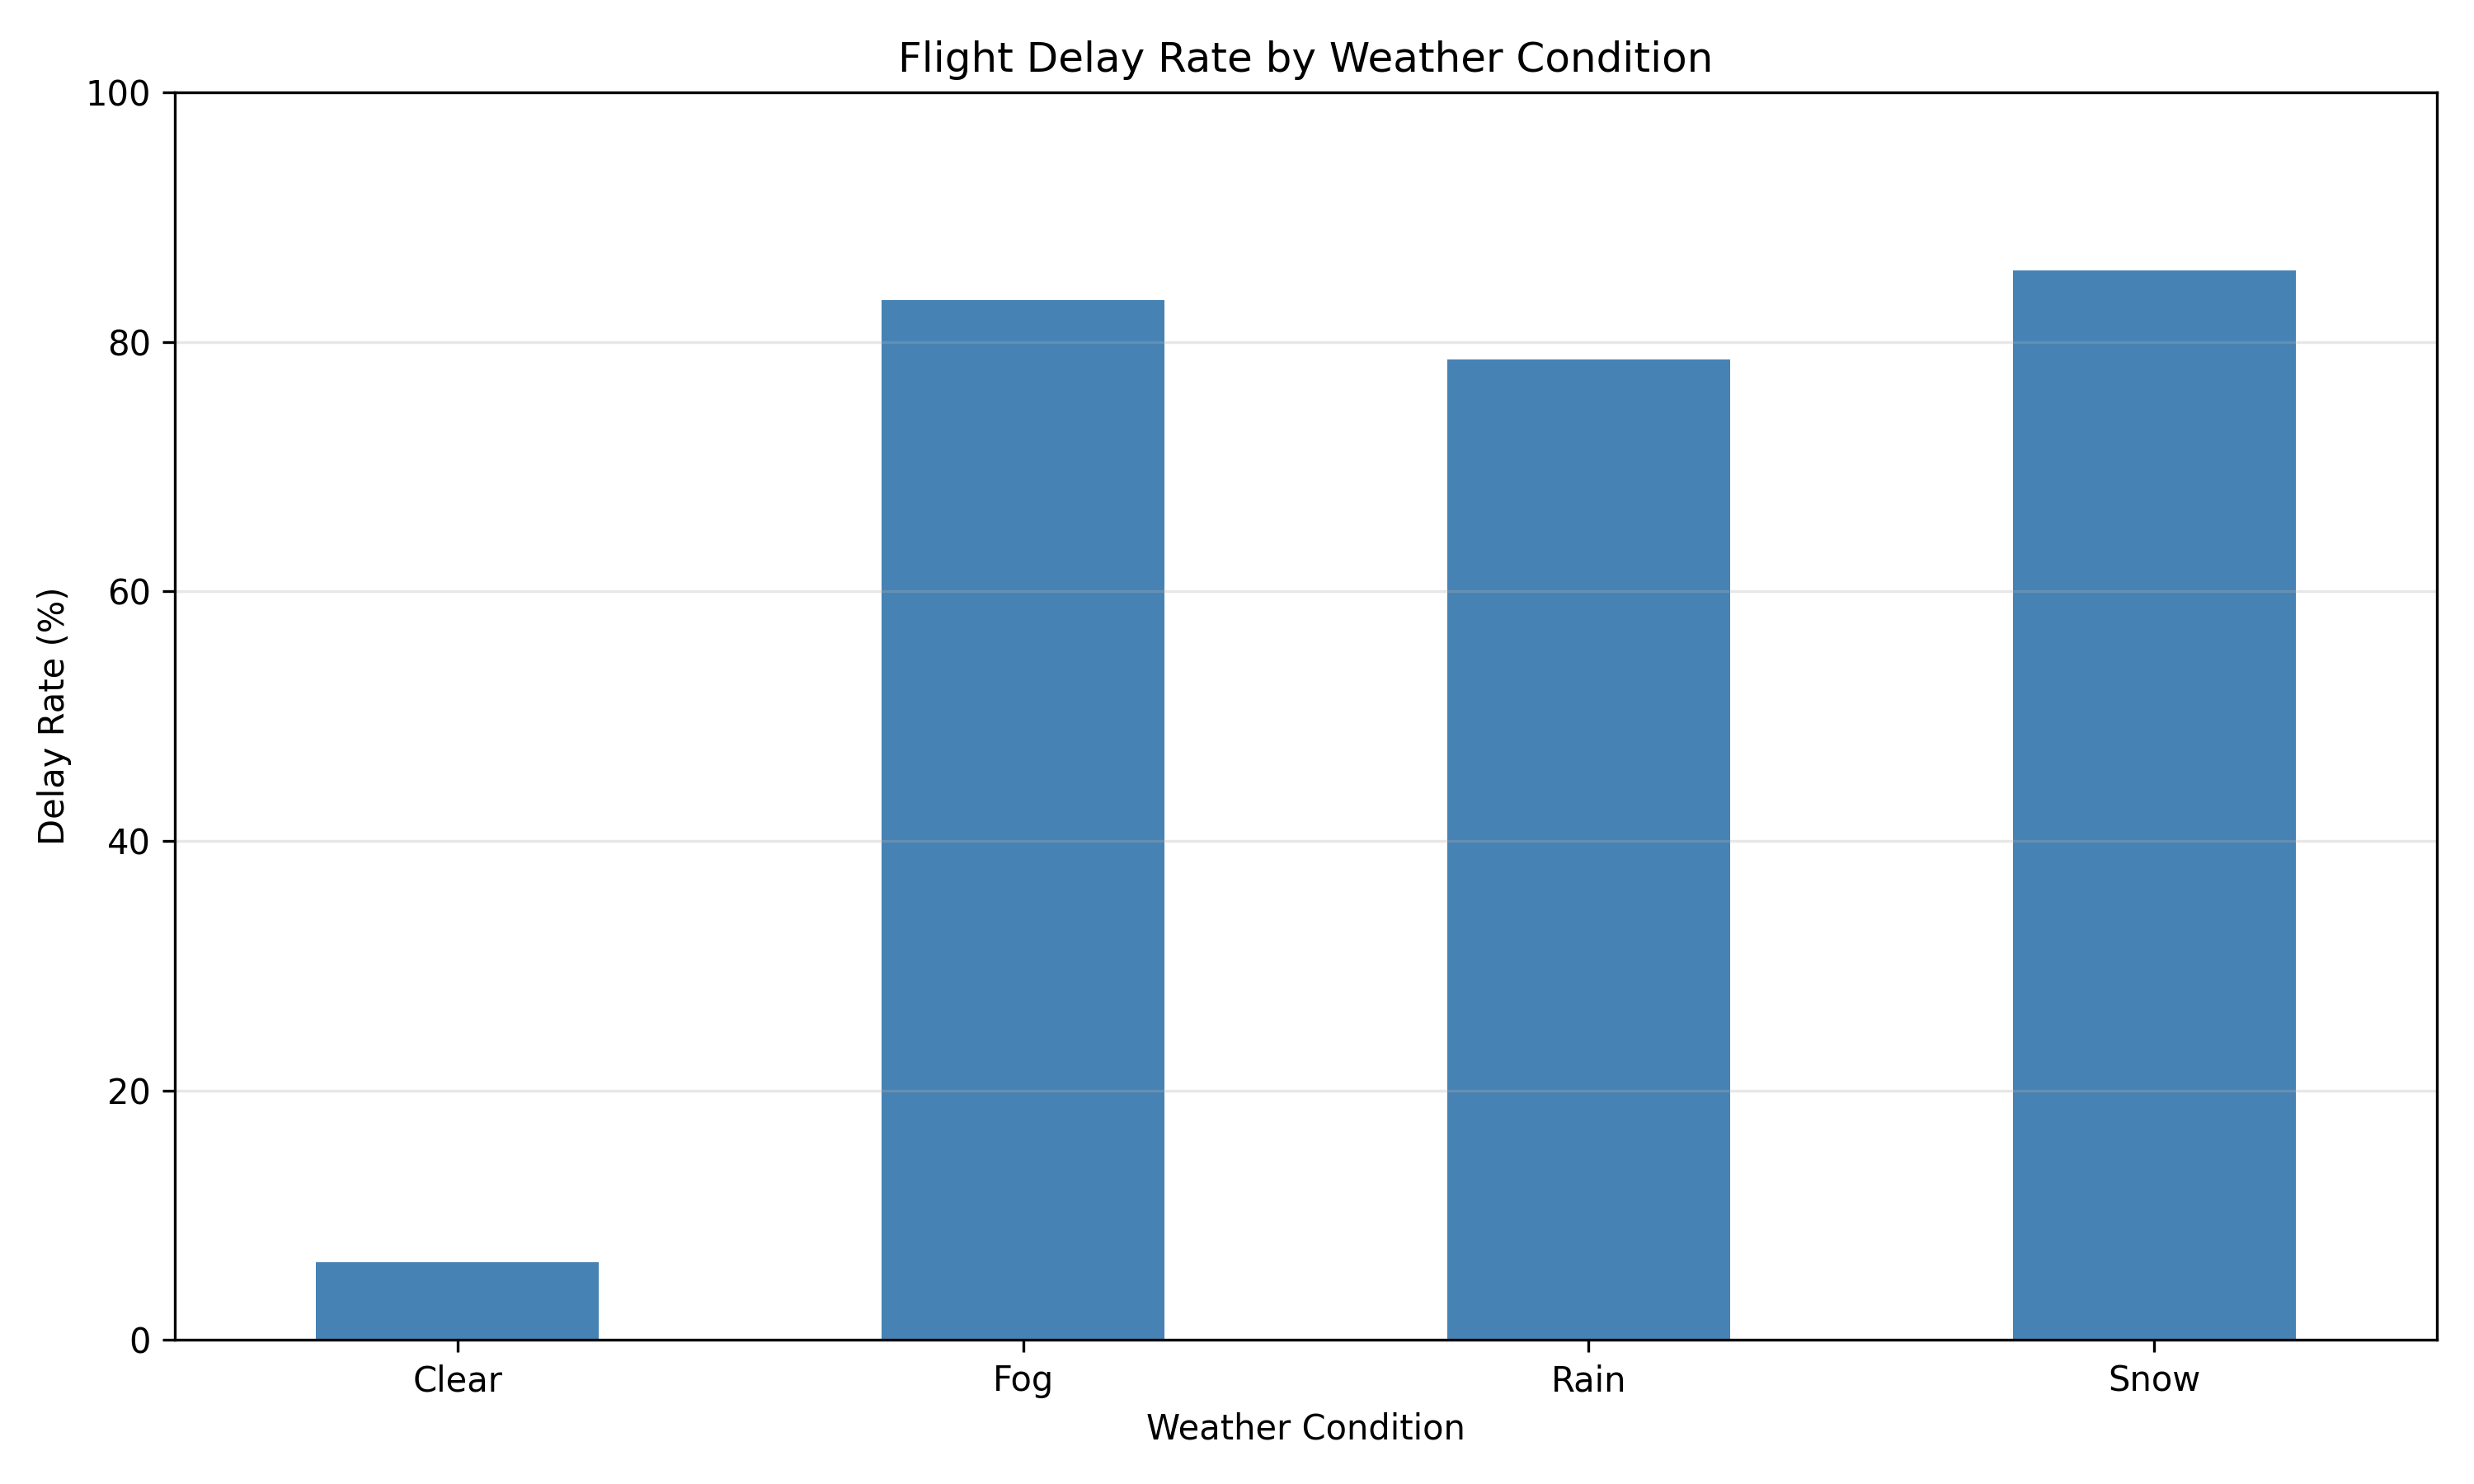 Flight Delay Rate by Weather Condition
100
80
60
40
20
0
Delay Rate (%)
Clear
Fog
Rain
Snow
Weather Condition